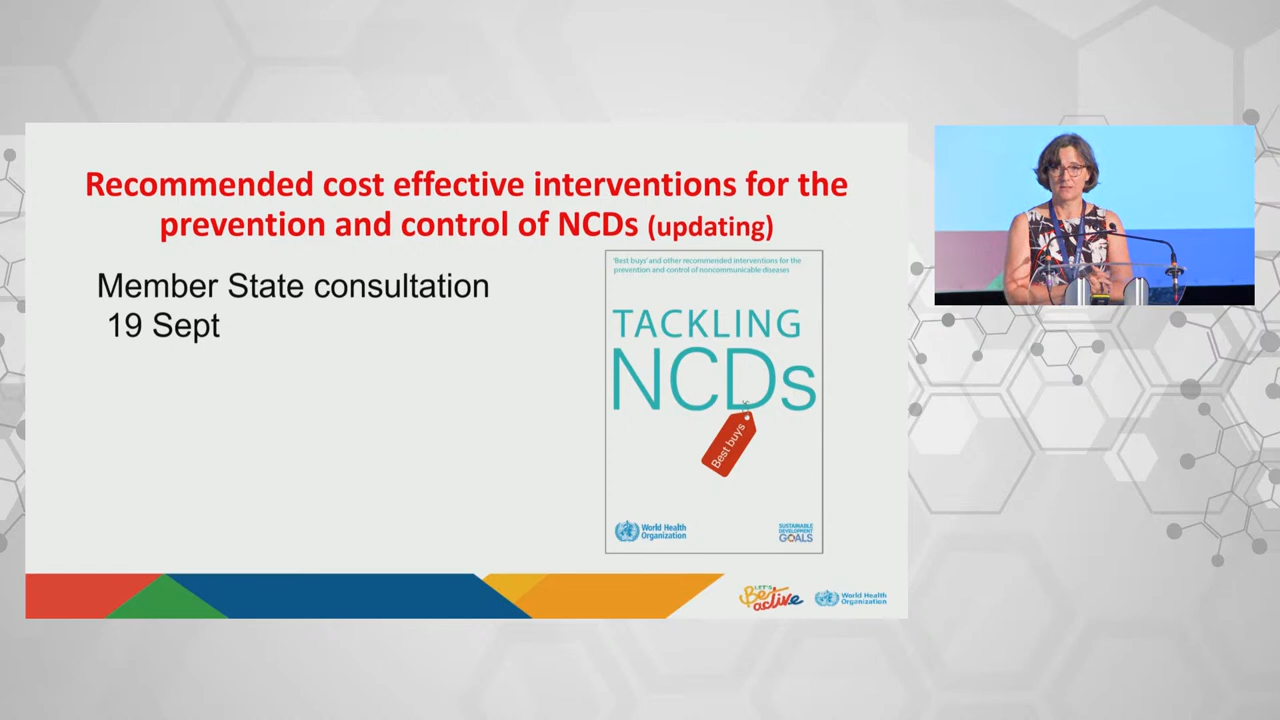 Recommended cost effective interventions for the
prevention and control of NCDs (updating)
Member State consultation
19 Sept
'Best buys' and other recommended interventions for the
prevention and control of noncommunicable diseases
TACKLING
NCDs
Best buys
World Health
Organization
SUSTAINABLE
DEVELOPMENT
GOALS
LET'S
Be
active
World Health
Organization